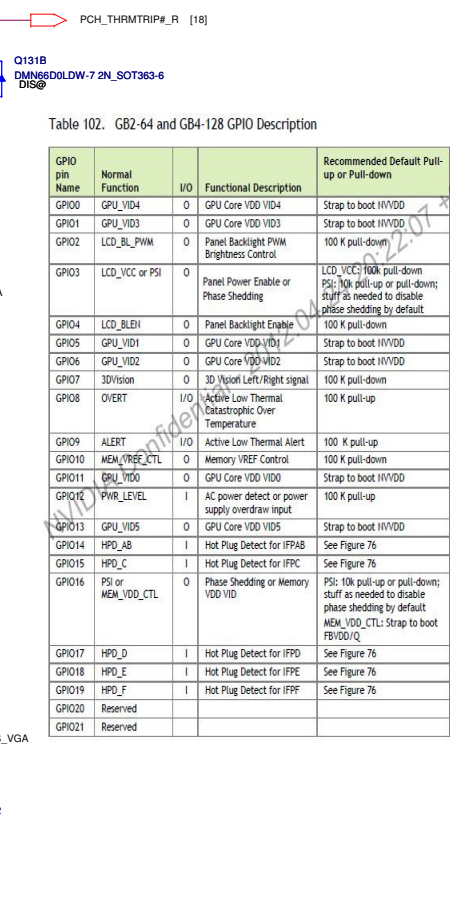 PCH_THRMTRIP#_R [18]
Q131B
DMN66D0LDW-7 2N_SOT363-6
DIS@
Table 102. GB2-64 and GB4-128 GPIO Description
GPIO pin Name Normal Function I/O Functional Description Recommended Default Pull-up or Pull-down
GPIO0 GPU_VID4 O GPU Core VDD VID4 Strap to boot NVVDD
GPIO1 GPU_VID3 O GPU Core VDD VID3 Strap to boot NVVDD
GPIO2 LCD_BL_PWM O Panel Backlight PWM Brightness Control 100 K pull-down
GPIO3 LCD_VCC or PSI O Panel Power Enable or Phase Shedding LCD_VCC: 100k pull-down
PSI: 10k pull-up or pull-down;
stuff as needed to disable
phase shedding by default
GPIO4 LCD_BLEN O Panel Backlight Enable 100 K pull-down
GPIO5 GPU_VID1 O GPU Core VDD VID1 Strap to boot NVVDD
GPIO6 GPU_VID2 O GPU Core VDD VID2 Strap to boot NVVDD
GPIO7 3DVision O 3D Vision Left/Right signal 100 K pull-down
GPIO8 OVERT I/O Active Low Thermal Catastrophic Over Temperature 100 K pull-up
GPIO9 ALERT I/O Active Low Thermal Alert 100 K pull-up
GPIO10 MEM_VREF_CTL O Memory VREF Control 100 K pull-down
GPIO11 GPU_VID0 O GPU Core VDD VID0 Strap to boot NVVDD
GPIO12 PWR_LEVEL I AC power detect or power supply overdraw input 100 K pull-up
GPIO13 GPU_VID5 O GPU Core VDD VID5 Strap to boot NVVDD
GPIO14 HPD_AB I Hot Plug Detect for IFPAB See Figure 76
GPIO15 HPD_C I Hot Plug Detect for IFPC See Figure 76
GPIO16 PSI or MEM_VDD_CTL O Phase Shedding or Memory VDD VID PSI: 10k pull-up or pull-down;
stuff as needed to disable
phase shedding by default
MEM_VDD_CTL: Strap to boot
FBVDD/Q
GPIO17 HPD_D I Hot Plug Detect for IFPD See Figure 76
GPIO18 HPD_E I Hot Plug Detect for IFPE See Figure 76
GPIO19 HPD_F I Hot Plug Detect for IFPF See Figure 76
GPIO20 Reserved
GPIO21 Reserved
_VGA